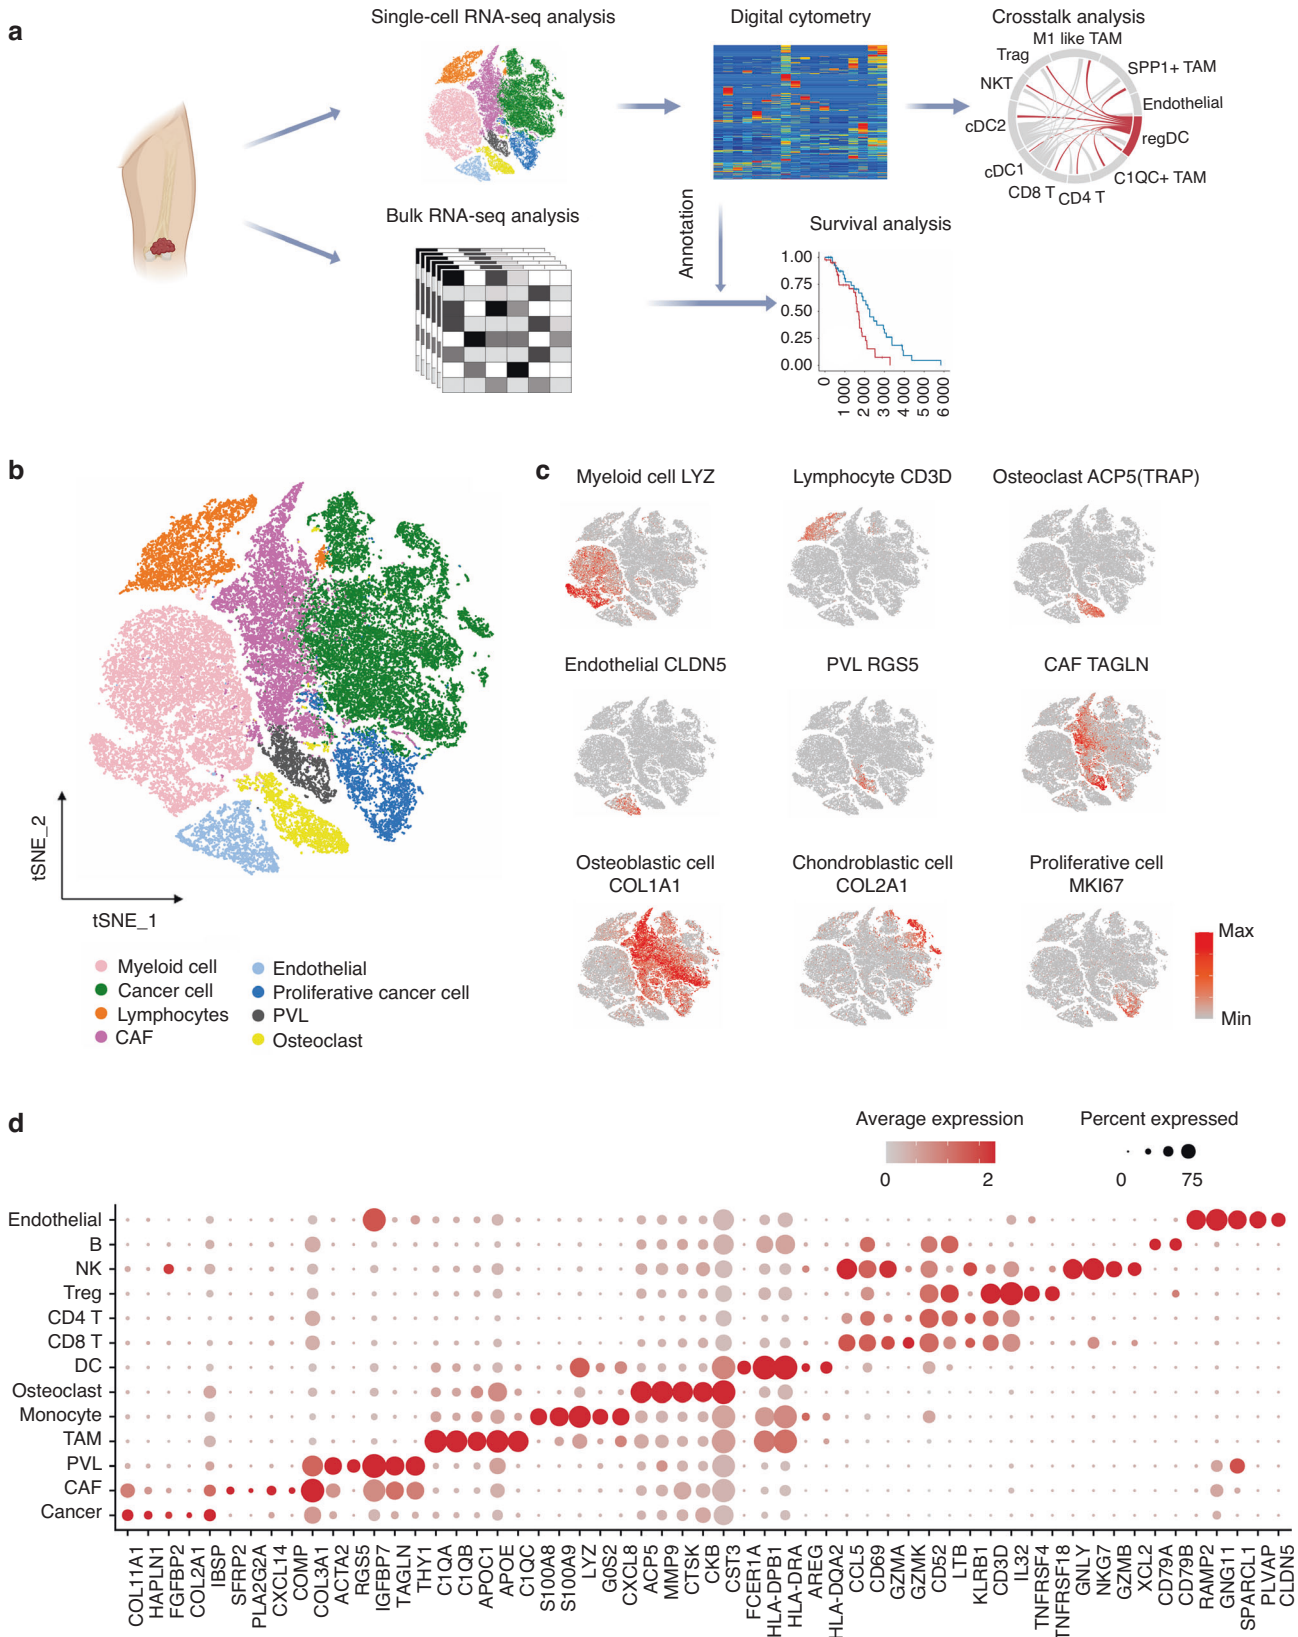 a
Single-cell RNA-seq analysis
Digital cytometry
Crosstalk analysis
M1 like TAM
Trag
SPP1+ TAM
NKT
Endothelial
cDC2
regDC
cDC1
C1QC+ TAM
CD8 T
CD4 T
Bulk RNA-seq analysis
Annotation
Survival analysis
1.00
0.75
0.50
0.25
0.00
0
1 000
2 000
3 000
4 000
5 000
6 000
b
tSNE_2
tSNE_1
Myeloid cell
Cancer cell
Lymphocytes
CAF
Endothelial
Proliferative cancer cell
PVL
Osteoclast
c
Myeloid cell LYZ
Lymphocyte CD3D
Osteoclast ACP5(TRAP)
Endothelial CLDN5
PVL RGS5
CAF TAGLN
Osteoblastic cell
COL1A1
Chondroblastic cell
COL2A1
Proliferative cell
MKI67
Max
Min
d
Average expression
0 2
Percent expressed
0 75
Endothelial
B
NK
Treg
CD4 T
CD8 T
DC
Osteoclast
Monocyte
TAM
PVL
CAF
Cancer
COL11A1
HAPLN1
FGFBP2
COL2A1
IBSP
SFRP2
PLA2G2A
CXCL14
COMP
COL3A1
ACTA2
RGS5
IGFBP7
TAGLN
THY1
C1QA
C1QB
APOC1
APOE
C1QC
S100A8
S100A9
LYZ
G0S2
CXCL8
ACP5
MMP9
CTSK
CKB
CST3
FCER1A
HLA-DPB1
HLA-DRA
AREG
HLA-DQA2
CCL5
CD69
GZMA
GZMK
CD52
LTB
KLRB1
CD3D
IL32
TNFRSF4
TNFRSF18
GNLY
NKG7
GZMB
XCL2
CD79A
CD79B
RAMP2
GNG11
SPARCL1
PLVAP
CLDN5